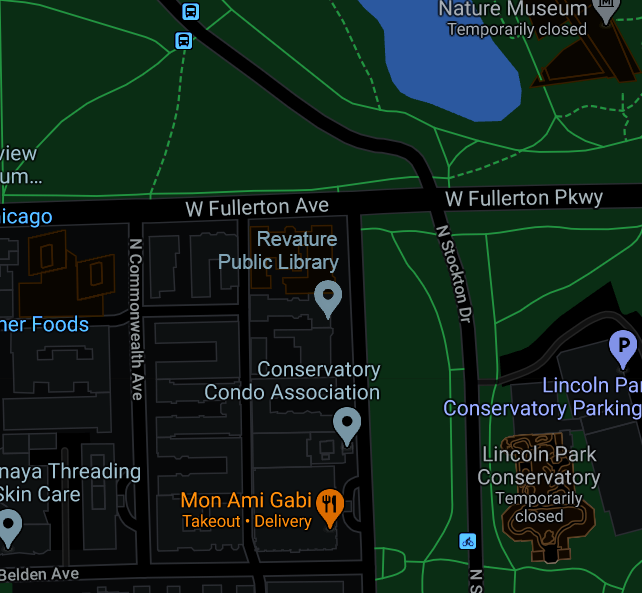 Nature Museum
Temporarily closed
view
um...
W Fullerton Ave
W Fullerton Pkwy
icago
Revature
Public Library
N Commonwealth Ave
N Stockton Dr
ner Foods
P
Conservatory
Condo Association
Lincoln Par
Conservatory Parking
Lincoln Park
Conservatory
Temporarily
closed
naya Threading
Skin Care
Mon Ami Gabi
Takeout • Delivery
Belden Ave
N S